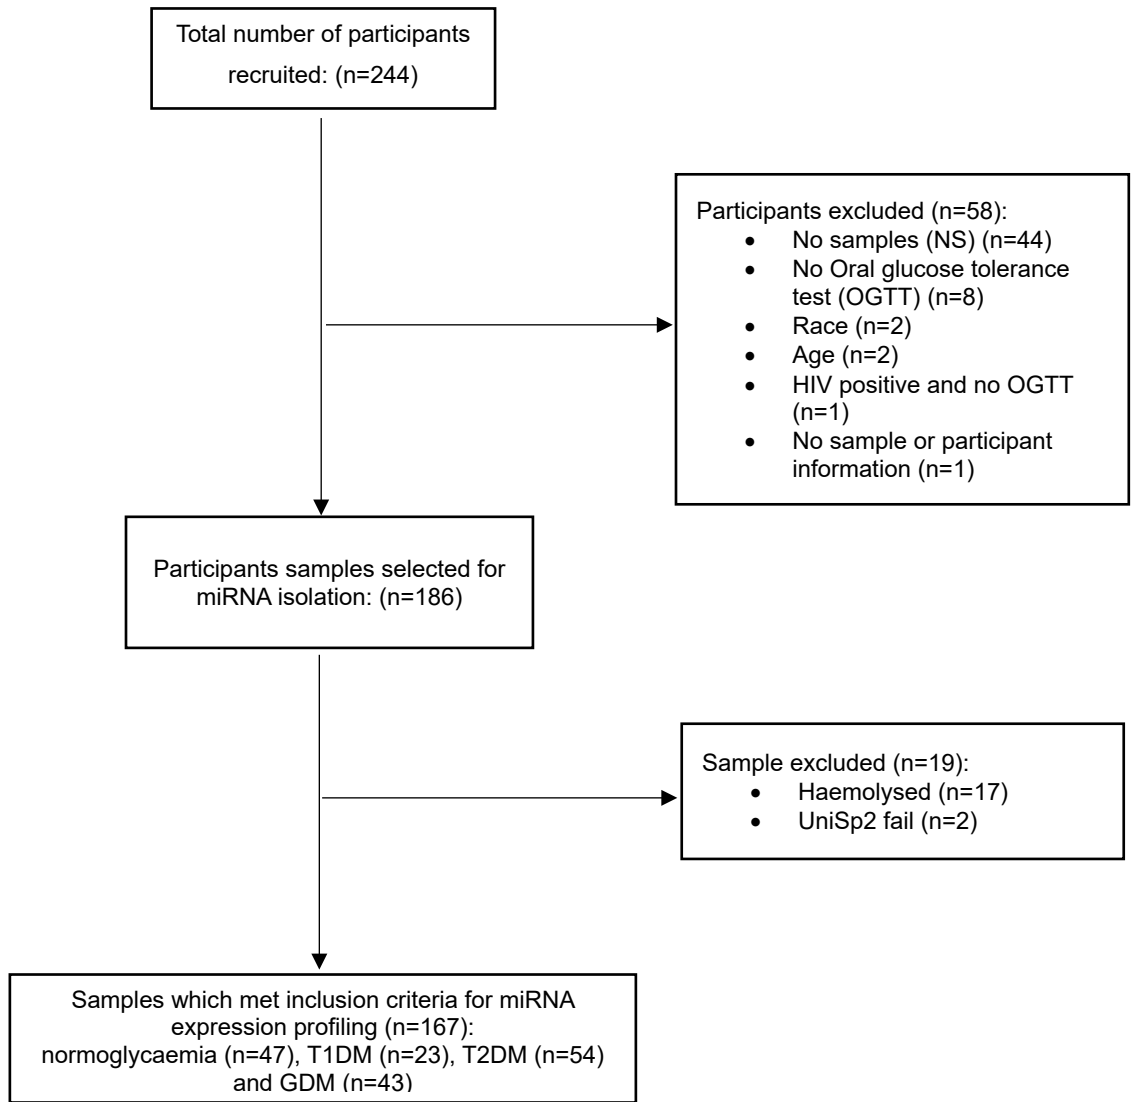 Total number of participants
recruited: (n=244)
Participants excluded (n=58):
• No samples (NS) (n=44)
• No Oral glucose tolerance
test (OGTT) (n=8)
• Race (n=2)
• Age (n=2)
• HIV positive and no OGTT
(n=1)
• No sample or participant
information (n=1)
Participants samples selected for
miRNA isolation: (n=186)
Sample excluded (n=19):
• Haemolysed (n=17)
• UniSp2 fail (n=2)
Samples which met inclusion criteria for miRNA
expression profiling (n=167):
normoglycaemia (n=47), T1DM (n=23), T2DM (n=54)
and GDM (n=43)